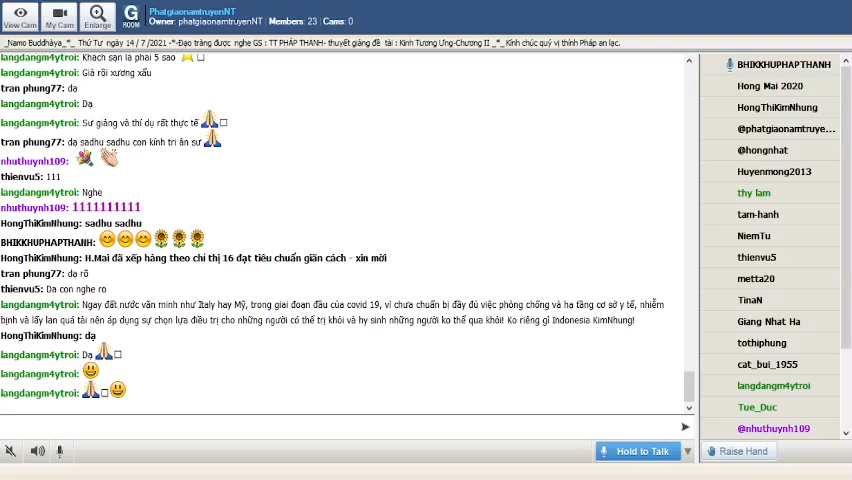 View Cam
My Cam
Enlarge
G
ROOM
PhatgiaonamtruyenNT
Owner: phatgiaonamtruyenNT | Members: 23 | Cams: 0
_Namo Buddhàya_*_ Thứ Tư ngày 14 / 7 /2021 -*-Đạo tràng được nghe GS : TT PHÁP THANH- thuyết giảng đề tài : Kinh Tương Ưng-Chương II _*_Kính chúc quý vị thính Pháp an lạc.
langdangm4ytroi: Khách sạn là phải 5 sao
langdangm4ytroi: Già rồi xương xẩu
tran phung77: dạ
langdangm4ytroi: Dạ
langdangm4ytroi: Sư giảng và thí dụ rất thực tế
tran phung77: dạ sadhu sadhu con kính tri ân sư
nhuthuynh109:
thienvu5: 111
langdangm4ytroi: Nghe
nhuthuynh109: 1111111111
HongThiKimNhung: sadhu sadhu
BHIKKHUPHAPTHANH:
HongThiKimNhung: H.Mai đã xếp hàng theo chỉ thị 16 đạt tiêu chuẩn giãn cách - xin mời
tran phung77: dạ rõ
thienvu5: Da con nghe ro
langdangm4ytroi: Ngay đất nước văn minh như Italy hay Mỹ, trong giai đoạn đầu của covid 19, vì chưa chuẩn bị đầy đủ việc phòng chống và hạ tầng cơ sở y tế, nhiễm
bịnh và lấy lan quá tải nên áp dụng sự chọn lựa điều trị cho những người có thể trị khỏi và hy sinh những người ko thể qua khỏi! Ko riêng gì Indonesia KimNhung!
HongThiKimNhung: dạ
langdangm4ytroi: Dạ
langdangm4ytroi:
langdangm4ytroi:
Hold to Talk
BHIKKHUPHAPTHANH
Hong Mai 2020
HongThiKimNhung
@phatgiaonamtruye...
@hongnhat
Huyenmong2013
thy lam
tam-hanh
NiemTu
thienvu5
metta20
TinaN
Giang Nhat Ha
tothiphung
cat_bui_1955
langdangm4ytroi
Tue_Duc
@nhuthuynh109
Raise Hand